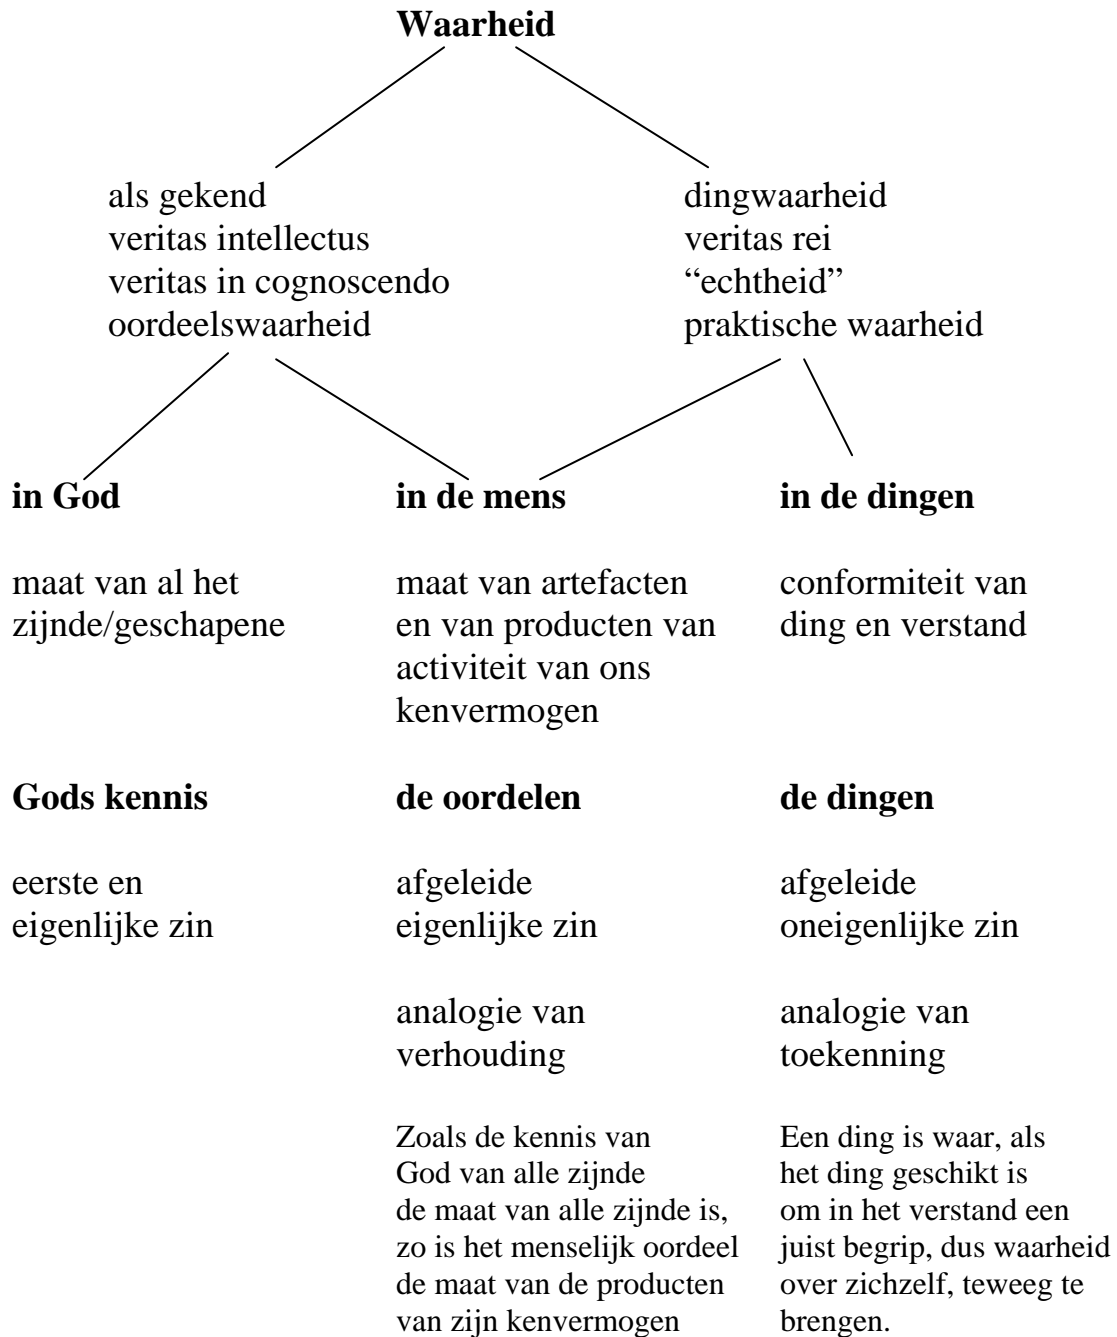 Waarheid
als gekend
veritas intellectus
veritas in cognoscendo
oordeelswaarheid
dingwaarheid
veritas rei
“echtheid”
praktische waarheid
in God
in de mens
in de dingen
maat van al het
zijnde/geschapene
maat van artefacten
en van producten van
activiteit van ons
kenvermogen
conformiteit van
ding en verstand
Gods kennis
de oordelen
de dingen
eerste en
eigenlijke zin
afgeleide
eigenlijke zin
afgeleide
oneigenlijke zin
analogie van
verhouding
analogie van
toekenning
Zoals de kennis van
God van alle zijnde
de maat van alle zijnde is,
zo is het menselijk oordeel
de maat van de producten
van zijn kenvermogen
Een ding is waar, als
het ding geschikt is
om in het verstand een
juist begrip, dus waarheid
over zichzelf, teweeg te
brengen.